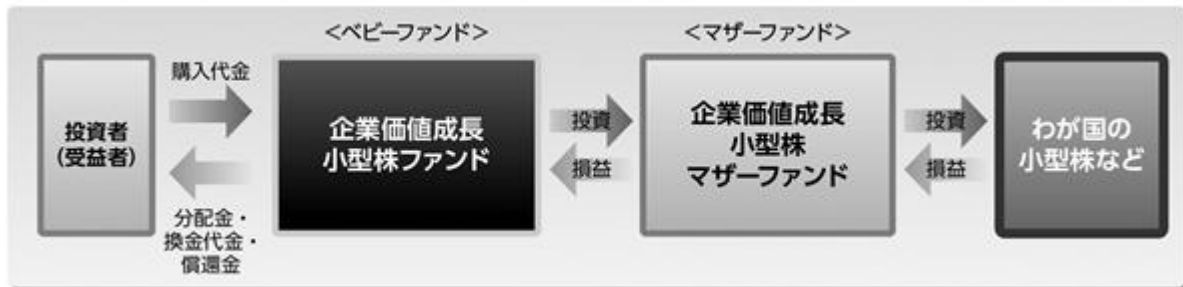 <ベビーファンド>
<マザーファンド>
投資者
(受益者)
購入代金
分配金・
換金代金・
償還金
企業価値成長
小型株ファンド
投資
損益
企業価値成長
小型株
マザーファンド
投資
損益
わが国の
小型株など